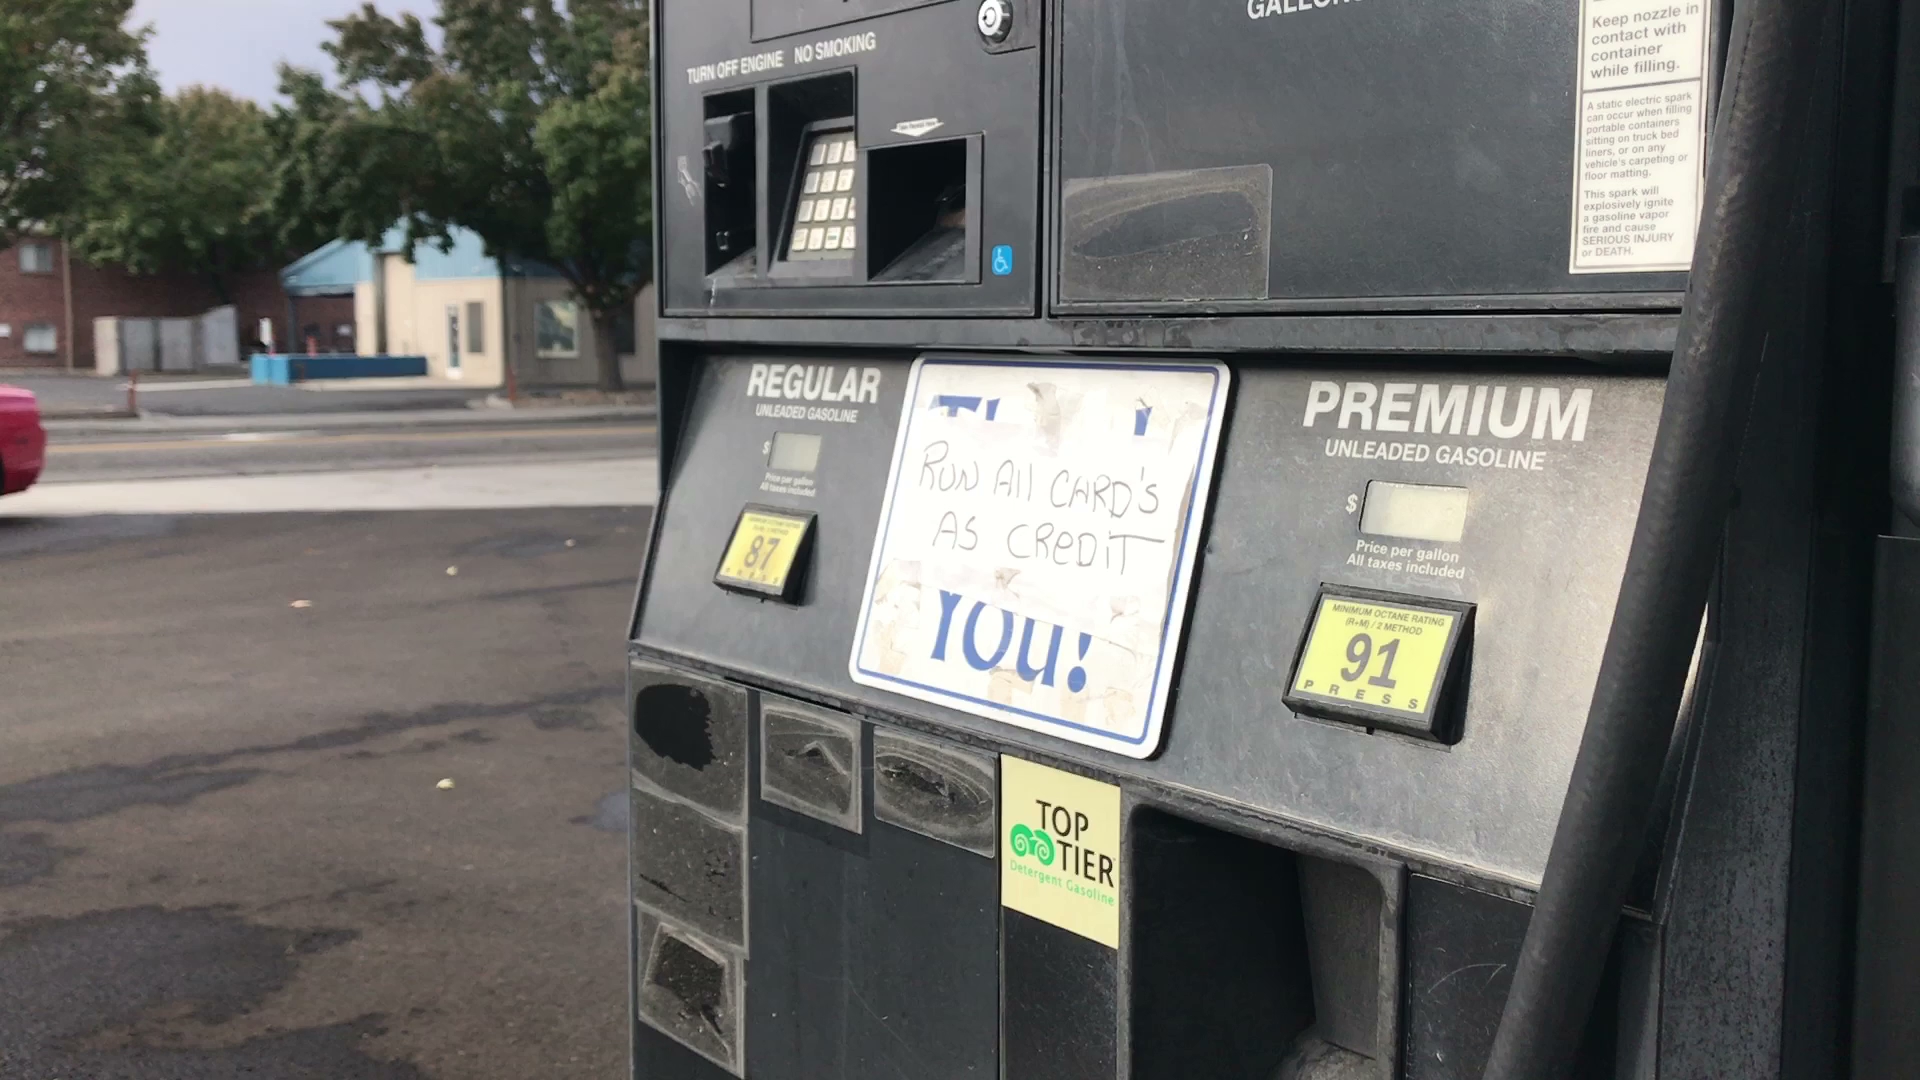 GALLONS
Keep nozzle in
contact with
container
while filling.
A static electric spark
can occur when filling
portable containers
sitting on truck bed
liners, or on any
vehicle's carpeting or
floor matting.
This spark will
explosively ignite
a gasoline vapor
fire and cause
SERIOUS INJURY
or DEATH.
TURN OFF ENGINE NO SMOKING
REGULAR
UNLEADED GASOLINE
$
Price per gallon
All taxes included
87
PRESS
RUN All CARD'S
AS CREDIT
YOU!
PREMIUM
UNLEADED GASOLINE
$
Price per gallon
All taxes included
MINIMUM OCTANE RATING
(R+M) / 2 METHOD
91
PRESS
TOP
TIER
Detergent Gasoline